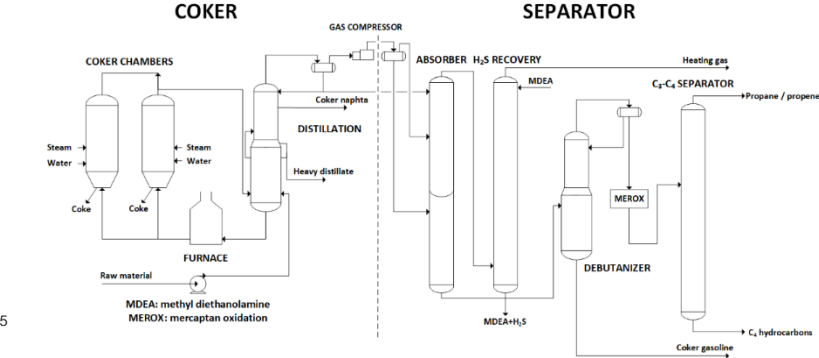 COKER
SEPARATOR
GAS COMPRESSOR
COKER CHAMBERS
ABSORBER H₂S RECOVERY
Heating gas
MDEA
C₃-C₄ SEPARATOR
Propane / propene
Coker naphta
DISTILLATION
Steam
Water
Steam
Water
Heavy distillate
MEROX
Coke
Coke
FURNACE
DEBUTANIZER
Raw material
MDEA: methyl diethanolamine
MEROX: mercaptan oxidation
5
MDEA+H₂S
C₄ hydrocarbons
Coker gasoline